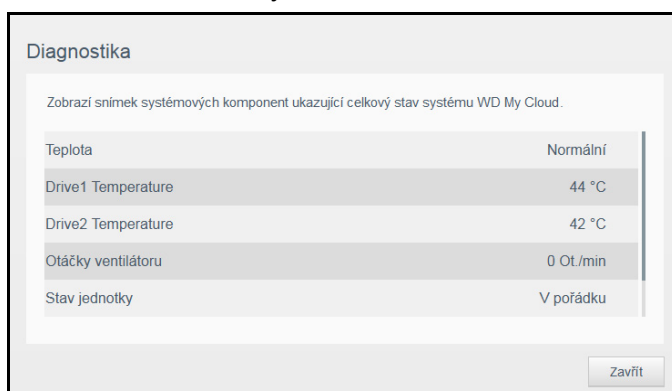 Diagnostika
Zobrazí snímek systémových komponent ukazující celkový stav systému WD My Cloud.
Teplota Normální
Drive1 Temperature 44 °C
Drive2 Temperature 42 °C
Otáčky ventilátoru 0 Ot./min
Stav jednotky V pořádku
Zavřít